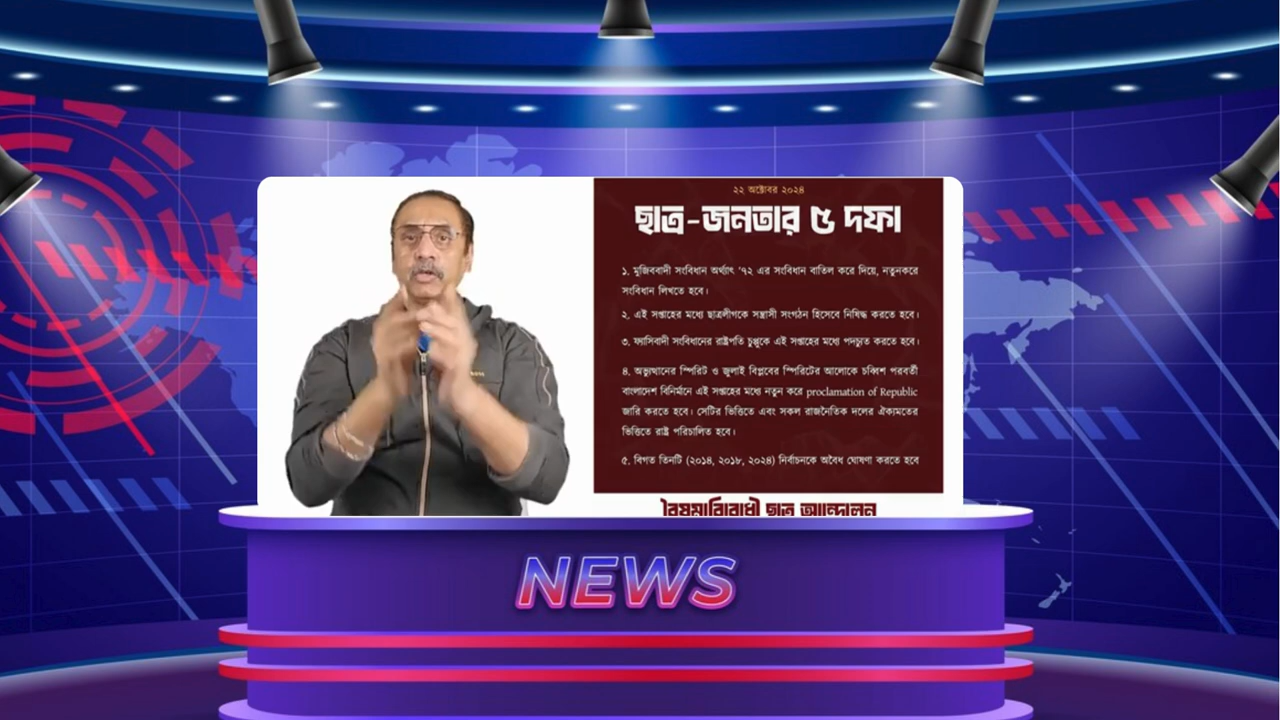 ২২ অক্টোবর ২০২৪
ছাত্র-জনতার ৫ দফা
১. মুজিববাদী সংবিধান অর্থ্যাৎ '৭২ এর সংবিধান বাতিল করে দিয়ে, নতুনকরে
সংবিধান লিখতে হবে।
২. এই সপ্তাহের মধ্যে ছাত্রলীগকে সন্ত্রাসী সংগঠন হিসেবে নিষিদ্ধ করতে হবে।
৩. ফ্যাসিবাদী সংবিধানের রাষ্ট্রপতি চুপ্পুকে এই সপ্তাহের মধ্যে পদচ্যুত করতে হবে।
৪. অভ্যুত্থানের স্পিরিট ও জুলাই বিপ্লবের স্পিরিটের আলোকে চব্বিশ পরবর্তী
বাংলাদেশ বিনির্মানে এই সপ্তাহের মধ্যে নতুন করে proclamation of Republic
জারি করতে হবে। সেটির ভিত্তিতে এবং সকল রাজনৈতিক দলের ঐক্যমতের
ভিত্তিতে রাষ্ট্র পরিচালিত হবে।
৫. বিগত তিনটি (২০১৪, ২০১৮, ২০২৪) নির্বাচনকে অবৈধ ঘোষণা করতে হবে
বৈষম্যবিরোধী ছাত্র আন্দোলন
NEWS